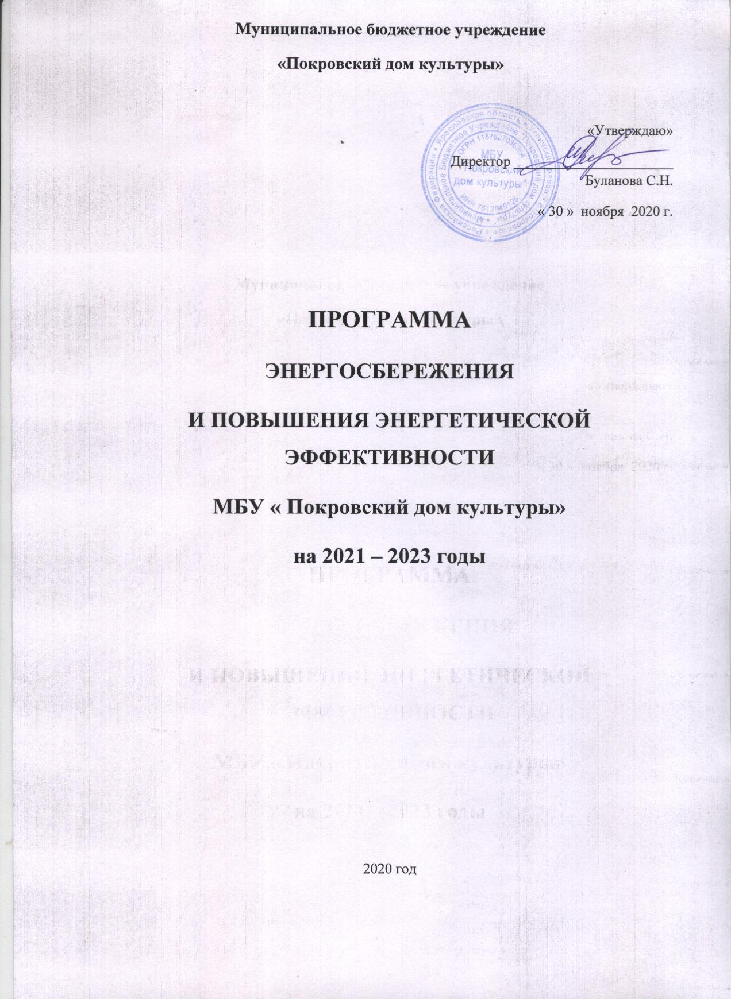 Муниципальное бюджетное учреждение
«Покровский дом культуры»
«Утверждаю»
Директор
Буланова С.Н.
« 30 » ноября 2020 г.
Российская Федерация • Ярославская область • Угличский район • с.Покровское •
Муниципальное Бюджетное Учреждение "Покровский дом культуры" •
ОГРН
МБУ
"Покровский
дом культуры"
ИНН 7612049125
ПРОГРАММА
ЭНЕРГОСБЕРЕЖЕНИЯ
И ПОВЫШЕНИЯ ЭНЕРГЕТИЧЕСКОЙ
ЭФФЕКТИВНОСТИ
МБУ « Покровский дом культуры»
на 2021 – 2023 годы
2020 год